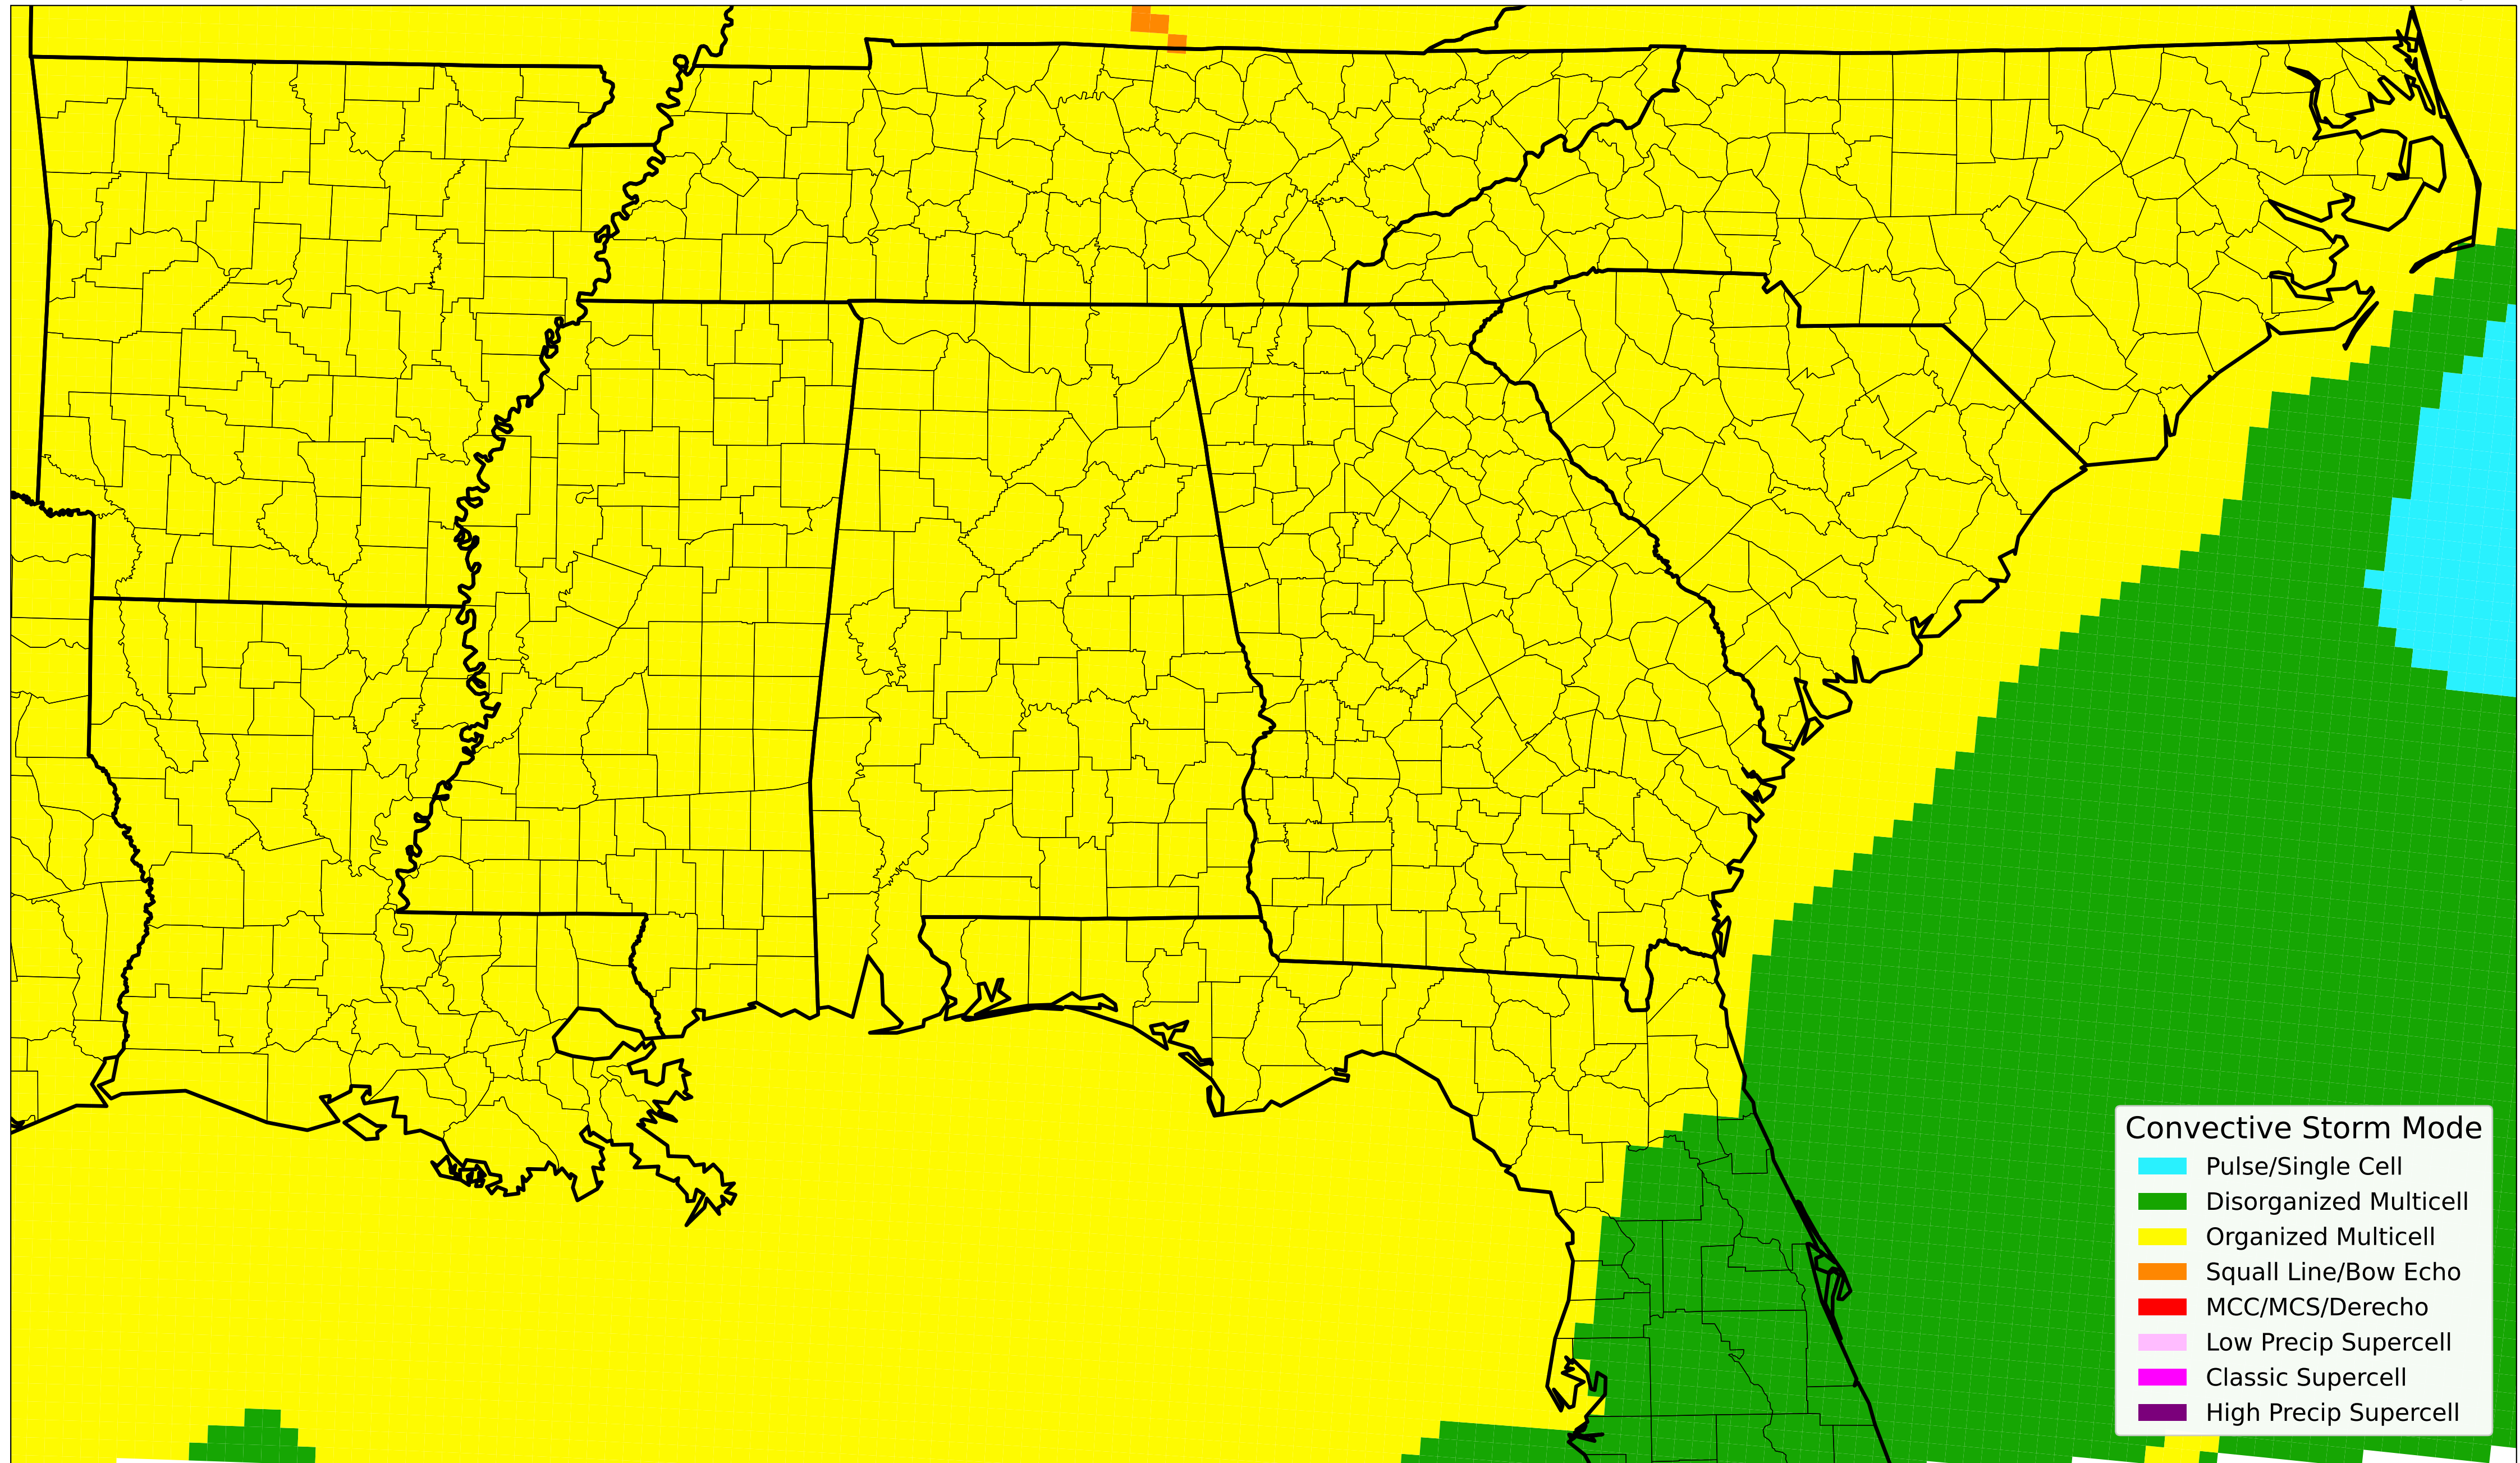 Convective Storm Mode
Pulse/Single Cell
Disorganized Multicell
Organized Multicell
Squall Line/Bow Echo
MCC/MCS/Derecho
Low Precip Supercell
Classic Supercell
High Precip Supercell